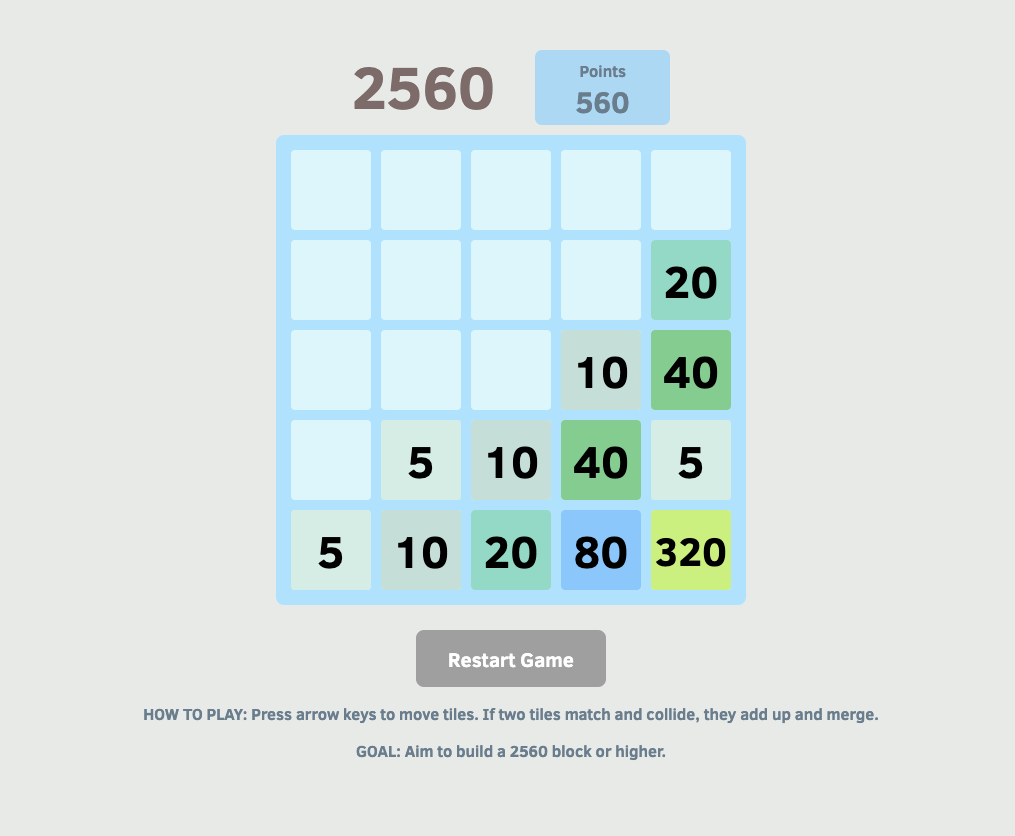 2560
Points
560
20
10 40
5 10 40 5
5 10 20 80 320
Restart Game
HOW TO PLAY: Press arrow keys to move tiles. If two tiles match and collide, they add up and merge.
GOAL: Aim to build a 2560 block or higher.